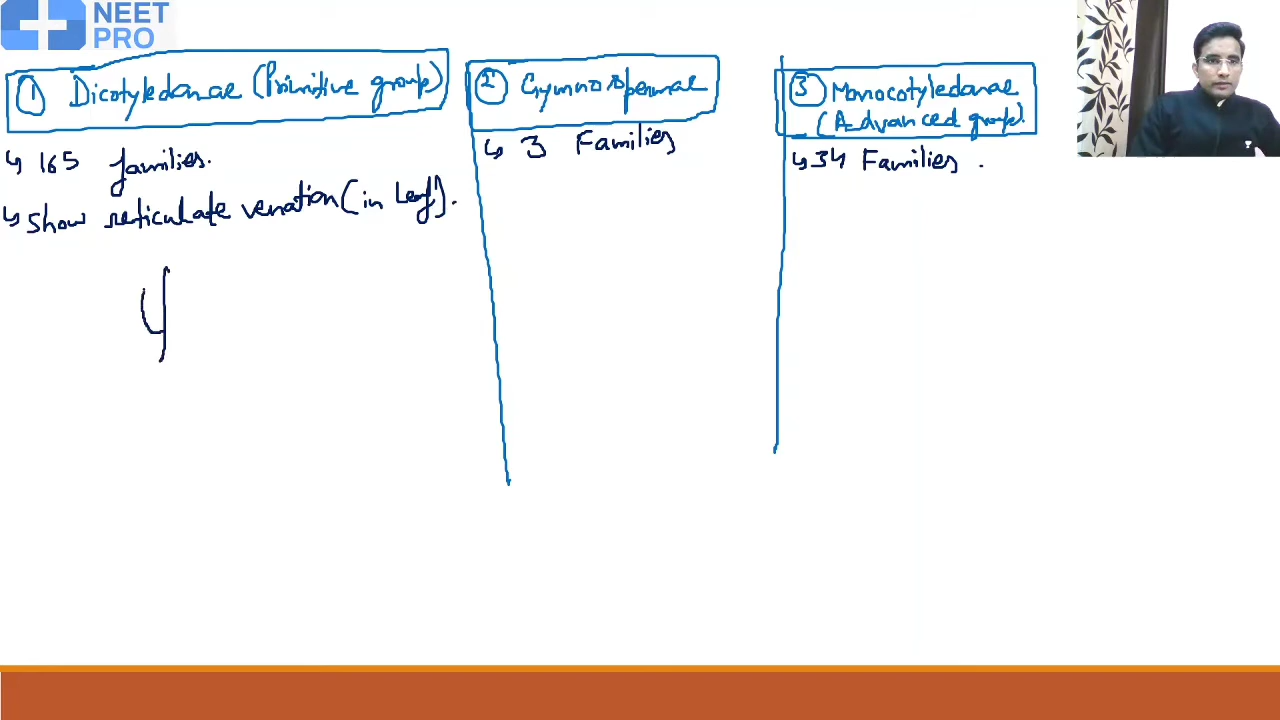 NEET
PRO
① Dicotyledonae (Primitive group)
↳ 165 families.
↳ Show reticulate venation (in Leaf).
② Gymnospermae
↳ 3 Families
③ Monocotyledonae
(Advanced group).
↳ 34 Families .